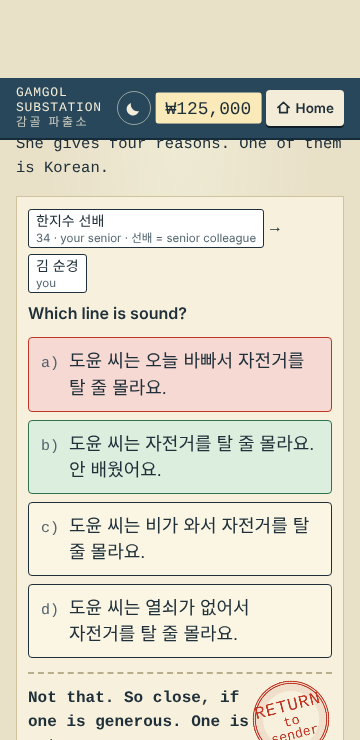 GAMGOL
SUBSTATION
감골 파출소
₩125,000
Home
She gives four reasons. One of them
is Korean.
한지수 선배
34 · your senior · 선배 = senior colleague
→
김 순경
you
Which line is sound?
a) 도윤 씨는 오늘 바빠서 자전거를
탈 줄 몰라요.
b) 도윤 씨는 자전거를 탈 줄 몰라요.
안 배웠어요.
c) 도윤 씨는 비가 와서 자전거를 탈
줄 몰라요.
d) 도윤 씨는 열쇠가 없어서
자전거를 탈 줄 몰라요.
Not that. So close, if
one is generous. One is
RETURN
to
sender